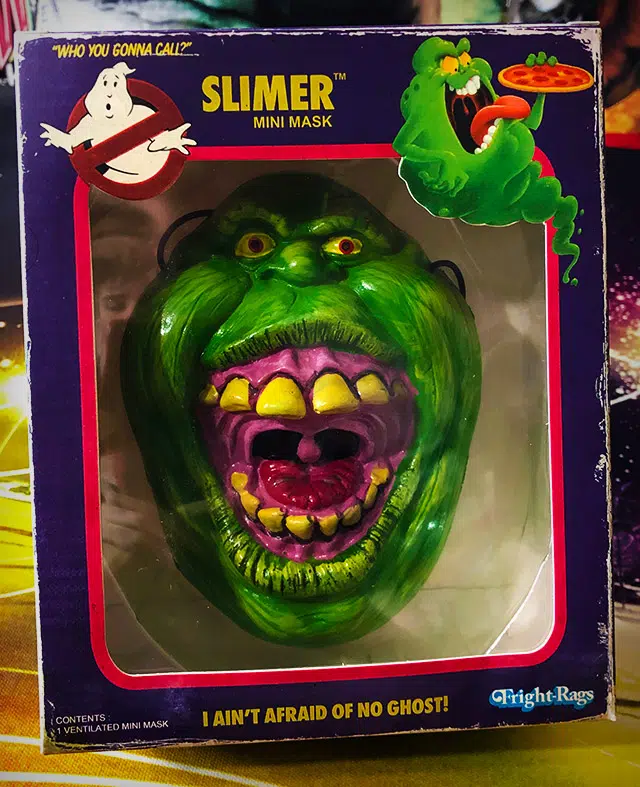 "WHO YOU GONNA CALL?"
SLIMER™
MINI MASK
CONTENTS
1 VENTILATED MINI MASK
I AIN'T AFRAID OF NO GHOST!
Fright-Rags